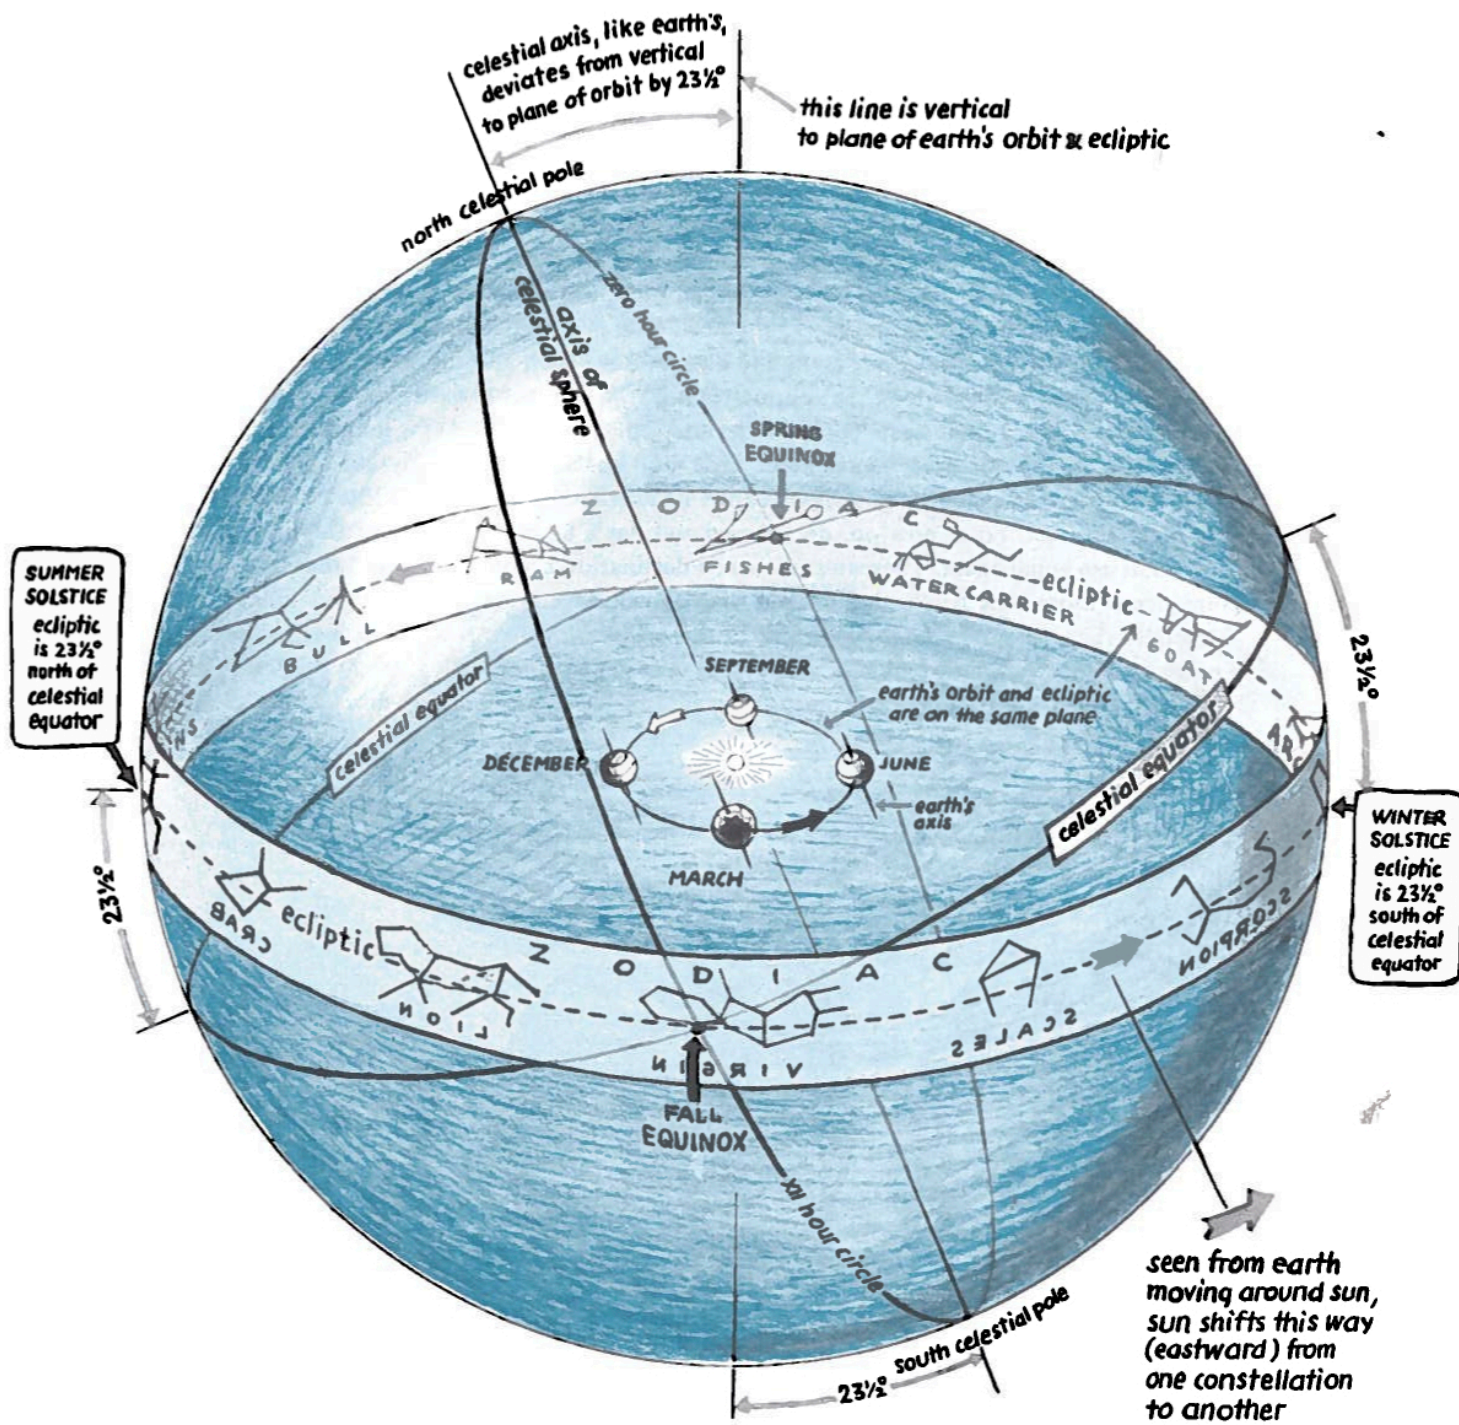 celestial axis, like earth's,
deviates from vertical
to plane of orbit by 23½°
this line is vertical
to plane of earth's orbit & ecliptic
north celestial pole
axis of
celestial sphere
zero hour circle
SPRING
EQUINOX
Z O D I A C
RAM
FISHES
WATER CARRIER
ecliptic
GOAT
BULL
NS
ARC
SUMMER
SOLSTICE
ecliptic
is 23½°
north of
celestial
equator
23½°
celestial equator
SEPTEMBER
earth's orbit and ecliptic
are on the same plane
DECEMBER
JUNE
earth's
axis
MARCH
celestial equator
23½°
WINTER
SOLSTICE
ecliptic
is 23½°
south of
celestial
equator
CRAB
ecliptic
LION
Z O D I A C
VIRGIN
SCALES
SCORPION
FALL
EQUINOX
XII hour circle
south celestial pole
23½°
seen from earth
moving around sun,
sun shifts this way
(eastward) from
one constellation
to another